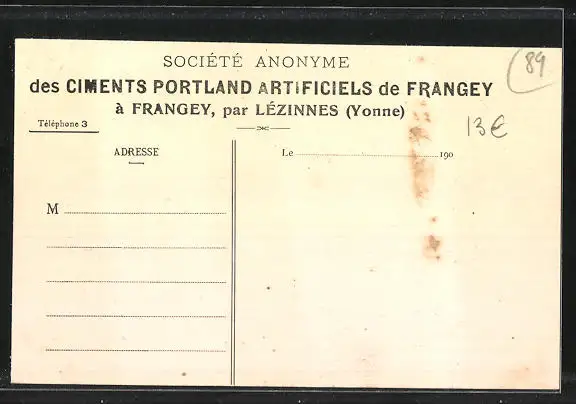 SOCIÉTÉ ANONYME
des CIMENTS PORTLAND ARTIFICIELS de FRANGEY
à FRANGEY, par LÉZINNES (Yonne)
89
13€
Téléphone 3
ADRESSE
Le 190
M